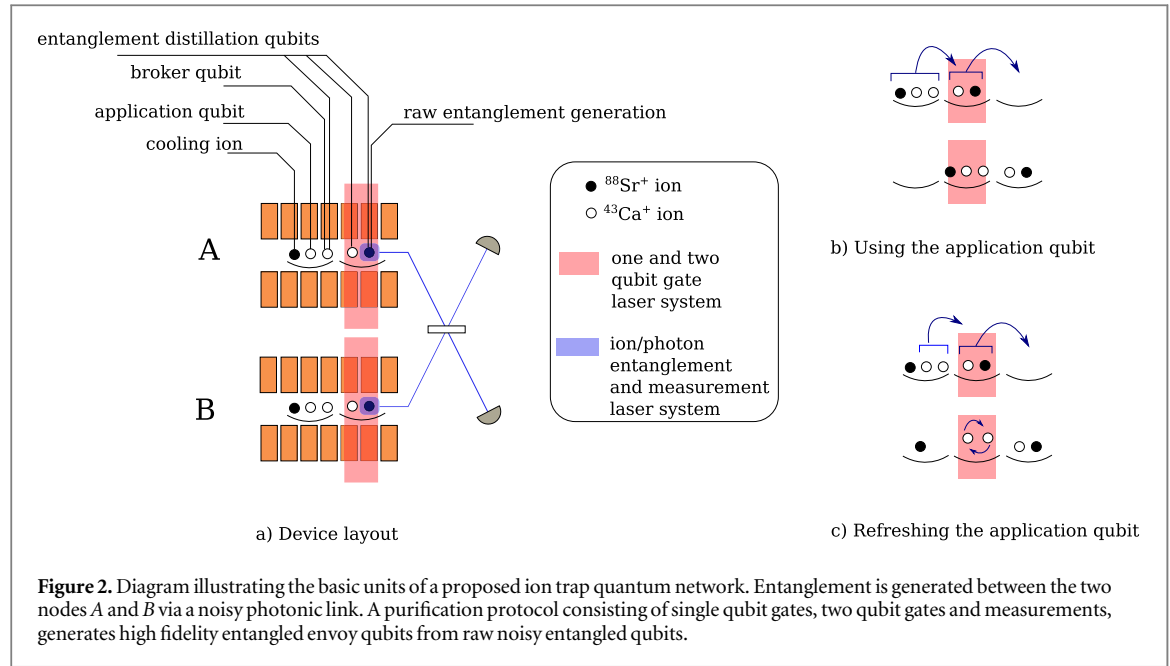 entanglement distillation qubits
broker qubit
application qubit
cooling ion
raw entanglement generation
A
B
a) Device layout
⁸⁸Sr⁺ ion
⁴³Ca⁺ ion
one and two
qubit gate
laser system
ion/photon
entanglement
and measurement
laser system
b) Using the application qubit
c) Refreshing the application qubit
Figure 2. Diagram illustrating the basic units of a proposed ion trap quantum network. Entanglement is generated between the two
nodes A and B via a noisy photonic link. A purification protocol consisting of single qubit gates, two qubit gates and measurements,
generates high fidelity entangled envoy qubits from raw noisy entangled qubits.